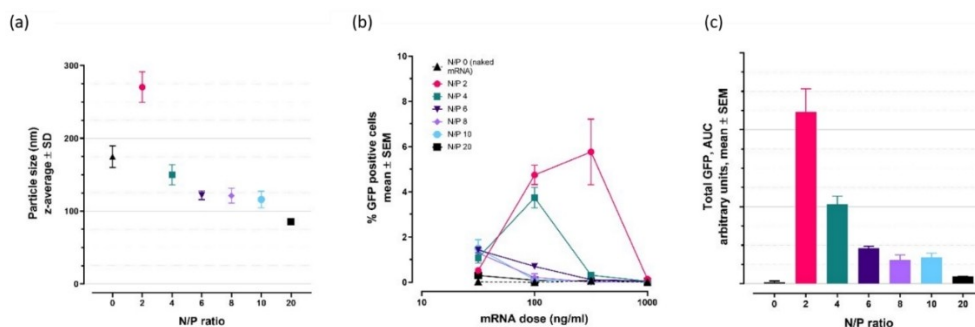 (a)
(b)
(c)
Particle size (nm)
z-average ± SD
300
250
200
150
100
50
0
0 2 4 6 8 10 20
N/P ratio
% GFP positive cells
mean ± SEM
10
8
6
4
2
0
N/P 0 (naked
mRNA)
N/P 2
N/P 4
N/P 6
N/P 8
N/P 10
N/P 20
10 100 1000
mRNA dose (ng/ml)
Total GFP, AUC
arbitrary units, mean ± SEM
0 2 4 6 8 10 20
N/P ratio